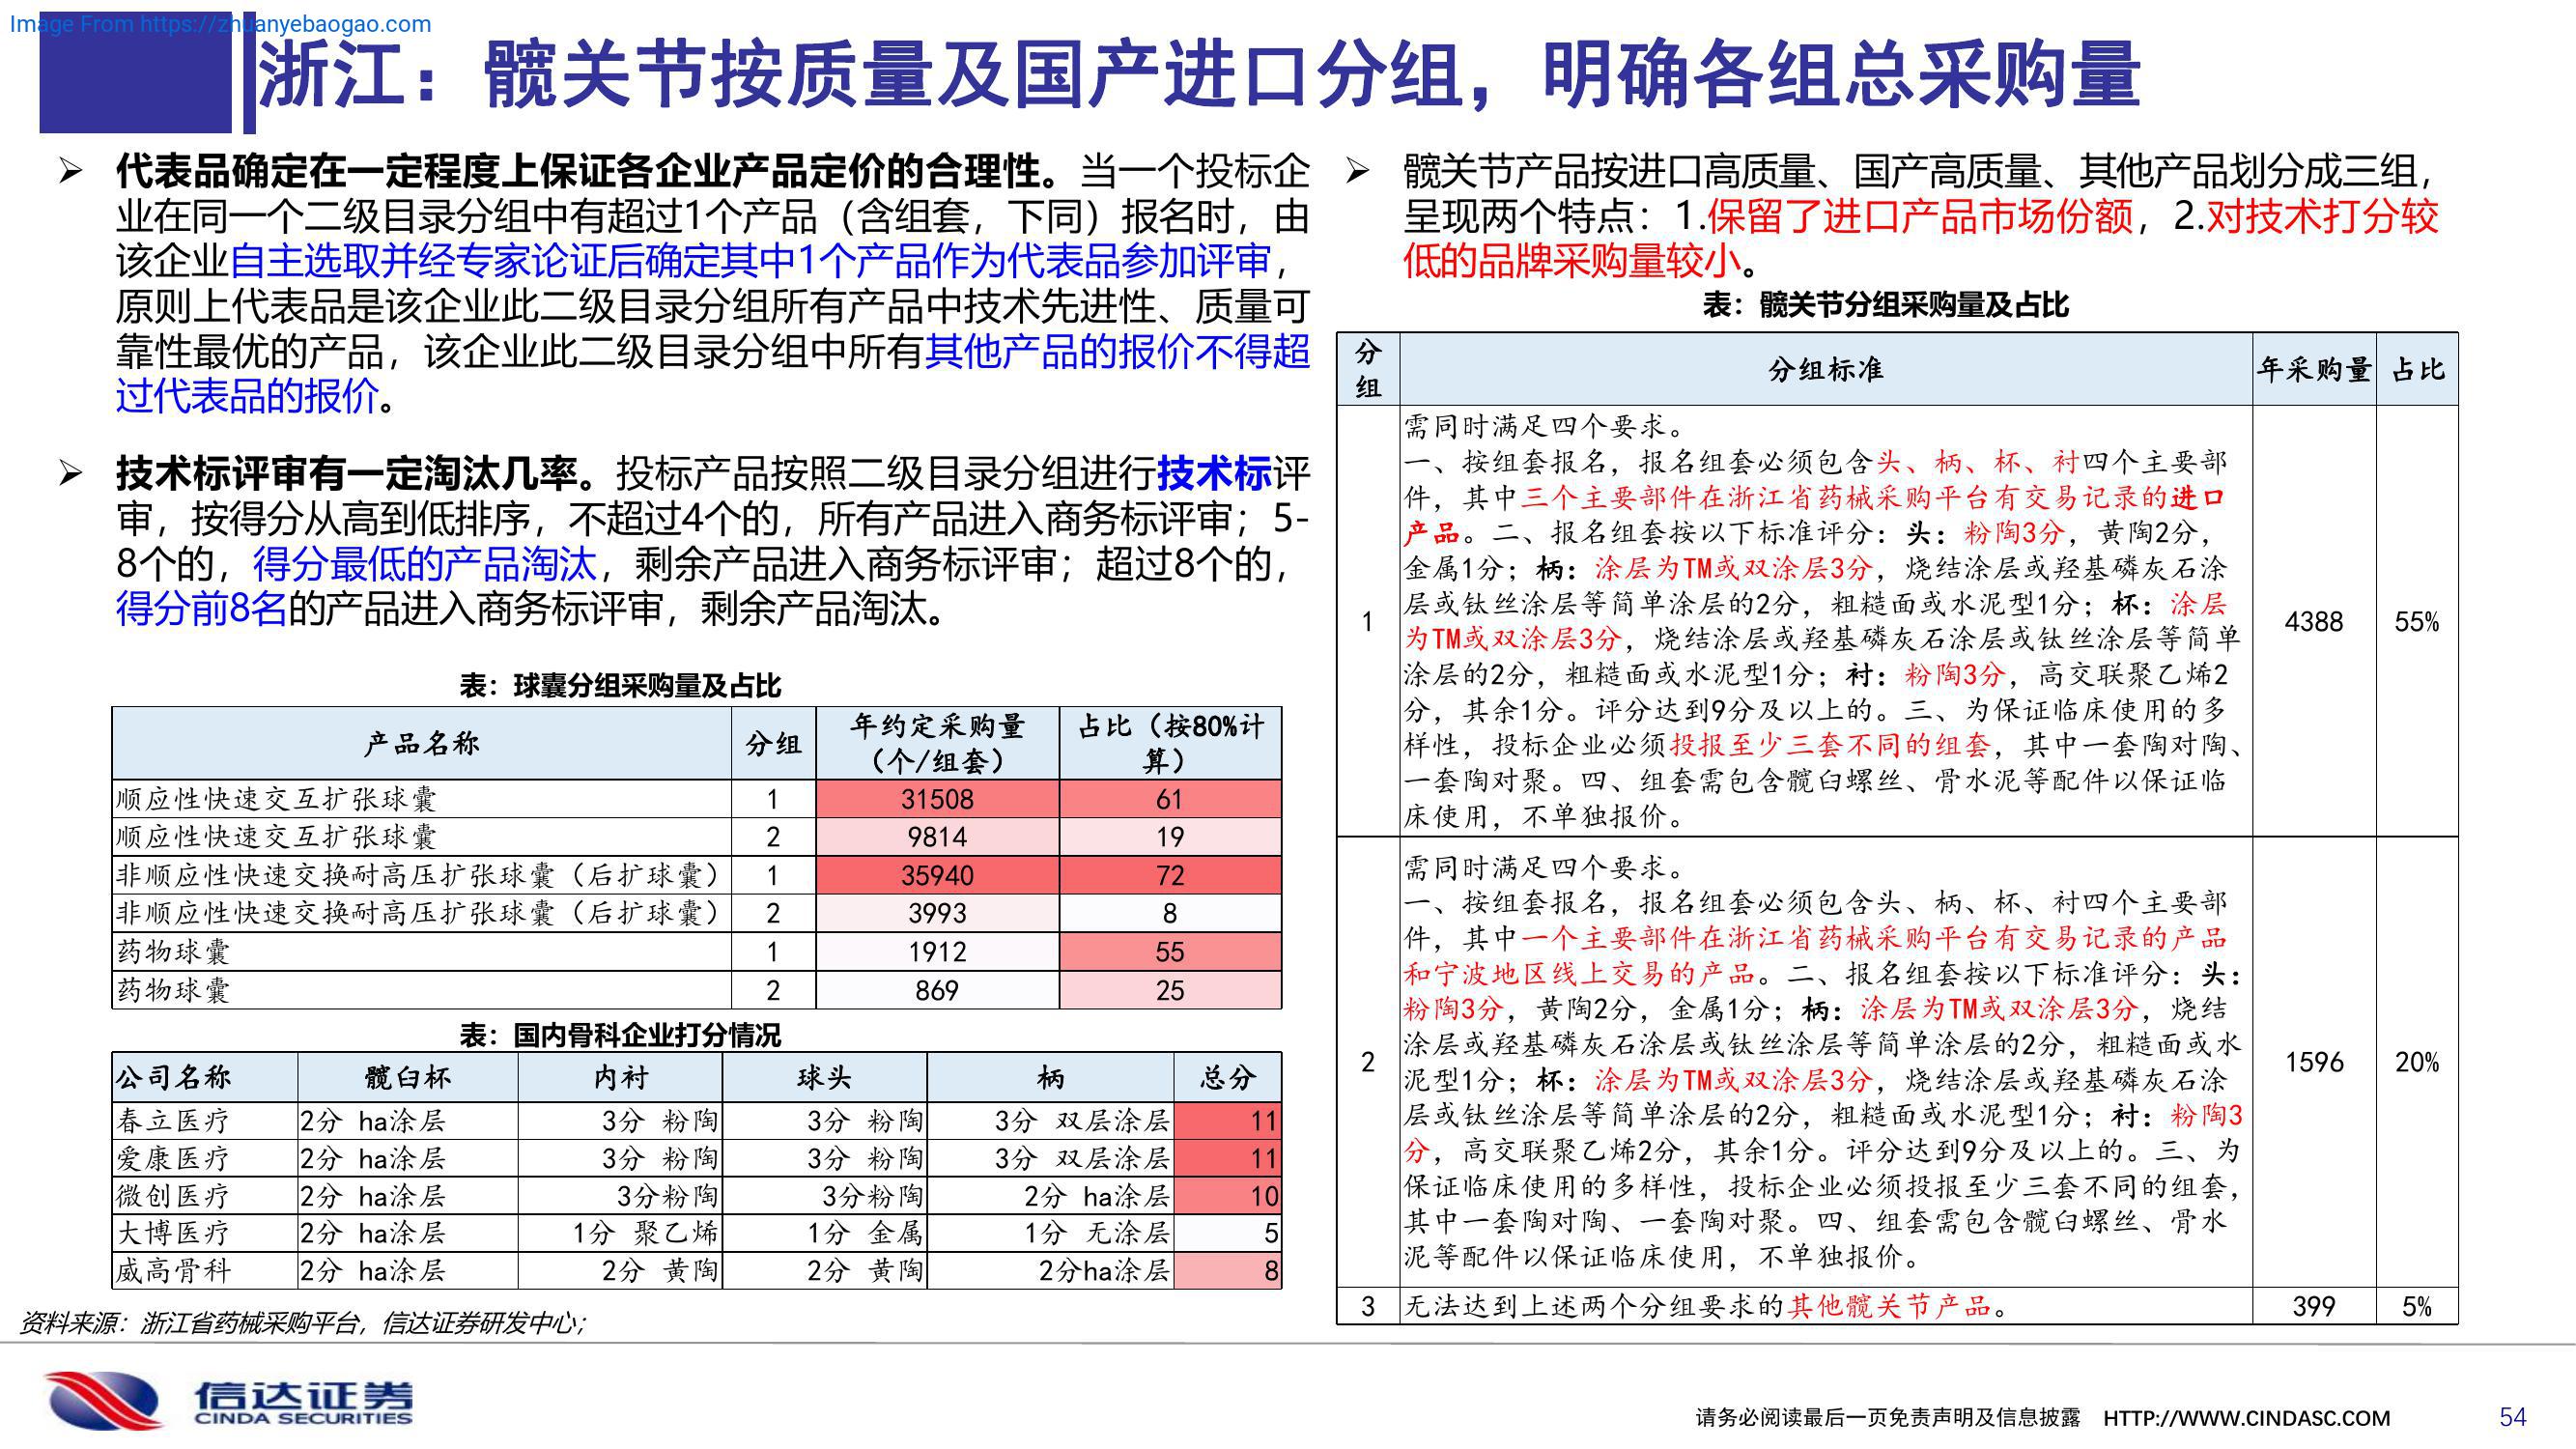 Image From https://zhuanyebaogao.com
浙江：髋关节按质量及国产进口分组，明确各组总采购量
➢ 代表品确定在一定程度上保证各企业产品定价的合理性。当一个投标企
业在同一个二级目录分组中有超过1个产品（含组套，下同）报名时，由
该企业自主选取并经专家论证后确定其中1个产品作为代表品参加评审，
原则上代表品是该企业此二级目录分组所有产品中技术先进性、质量可
靠性最优的产品，该企业此二级目录分组中所有其他产品的报价不得超
过代表品的报价。
➢ 技术标评审有一定淘汰几率。投标产品按照二级目录分组进行技术标评
审，按得分从高到低排序，不超过4个的，所有产品进入商务标评审；5-
8个的，得分最低的产品淘汰，剩余产品进入商务标评审；超过8个的，
得分前8名的产品进入商务标评审，剩余产品淘汰。
表：球囊分组采购量及占比
产品名称 分组 年约定采购量 占比（按80%计
（个/组套） 算）
顺应性快速交互扩张球囊 1 31508 61
顺应性快速交互扩张球囊 2 9814 19
非顺应性快速交换耐高压扩张球囊（后扩球囊） 1 35940 72
非顺应性快速交换耐高压扩张球囊（后扩球囊） 2 3993 8
药物球囊 1 1912 55
药物球囊 2 869 25
表：国内骨科企业打分情况
公司名称 髋臼杯 内衬 球头 柄 总分
春立医疗 2分 ha涂层 3分 粉陶 3分 粉陶 3分 双层涂层 11
爱康医疗 2分 ha涂层 3分 粉陶 3分 粉陶 3分 双层涂层 11
微创医疗 2分 ha涂层 3分粉陶 3分粉陶 2分 ha涂层 10
大博医疗 2分 ha涂层 1分 聚乙烯 1分 金属 1分 无涂层 5
威高骨科 2分 ha涂层 2分 黄陶 2分 黄陶 2分ha涂层 8
资料来源：浙江省药械采购平台，信达证券研发中心；
➢ 髋关节产品按进口高质量、国产高质量、其他产品划分成三组，
呈现两个特点：1.保留了进口产品市场份额，2.对技术打分较
低的品牌采购量较小。
表：髋关节分组采购量及占比
分
组 分组标准 年采购量 占比
需同时满足四个要求。
一、按组套报名，报名组套必须包含头、柄、杯、衬四个主要部
件，其中三个主要部件在浙江省药械采购平台有交易记录的进口
产品。二、报名组套按以下标准评分：头：粉陶3分，黄陶2分，
金属1分；柄：涂层为TM或双涂层3分，烧结涂层或羟基磷灰石涂
层或钛丝涂层等简单涂层的2分，粗糙面或水泥型1分；杯：涂层
1 为TM或双涂层3分，烧结涂层或羟基磷灰石涂层或钛丝涂层等简单 4388 55%
涂层的2分，粗糙面或水泥型1分；衬：粉陶3分，高交联聚乙烯2
分，其余1分。评分达到9分及以上的。三、为保证临床使用的多
样性，投标企业必须投报至少三套不同的组套，其中一套陶对陶、
一套陶对聚。四、组套需包含髋臼螺丝、骨水泥等配件以保证临
床使用，不单独报价。
需同时满足四个要求。
一、按组套报名，报名组套必须包含头、柄、杯、衬四个主要部
件，其中一个主要部件在浙江省药械采购平台有交易记录的产品
和宁波地区线上交易的产品。二、报名组套按以下标准评分：头：
粉陶3分，黄陶2分，金属1分；柄：涂层为TM或双涂层3分，烧结
涂层或羟基磷灰石涂层或钛丝涂层等简单涂层的2分，粗糙面或水
2 泥型1分；杯：涂层为TM或双涂层3分，烧结涂层或羟基磷灰石涂 1596 20%
层或钛丝涂层等简单涂层的2分，粗糙面或水泥型1分；衬：粉陶3
分，高交联聚乙烯2分，其余1分。评分达到9分及以上的。三、为
保证临床使用的多样性，投标企业必须投报至少三套不同的组套，
其中一套陶对陶、一套陶对聚。四、组套需包含髋臼螺丝、骨水
泥等配件以保证临床使用，不单独报价。
3 无法达到上述两个分组要求的其他髋关节产品。 399 5%
信达证券
CINDA SECURITIES
请务必阅读最后一页免责声明及信息披露 HTTP://WWW.CINDASC.COM 54